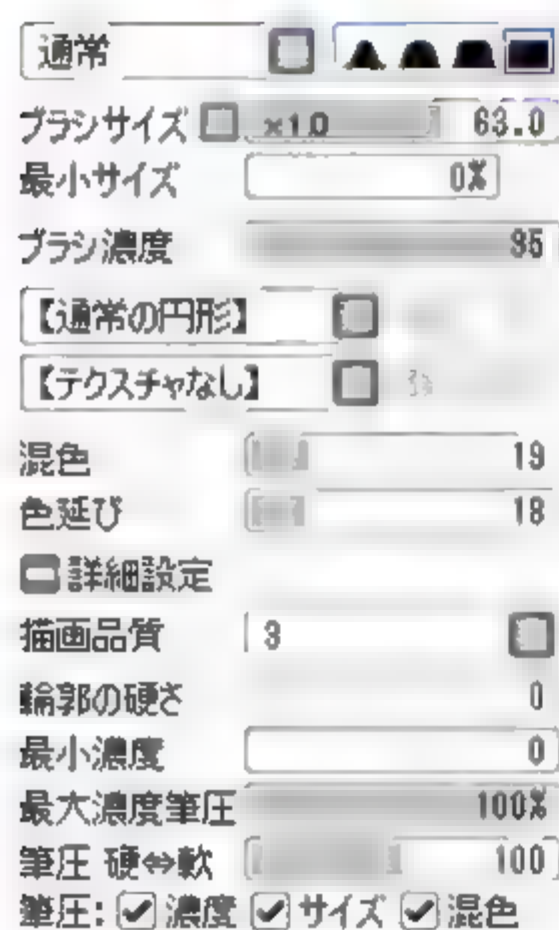 通常
ブラシサイズ ×1.0 63.0
最小サイズ 0%
ブラシ濃度 95
【通常の円形】
【テクスチャなし】
混色 19
色延び 18
詳細設定
描画品質 3
輪郭の硬さ 0
最小濃度 0
最大濃度筆圧 100%
筆圧 硬⇔軟 100
筆圧: 濃度 サイズ 混色